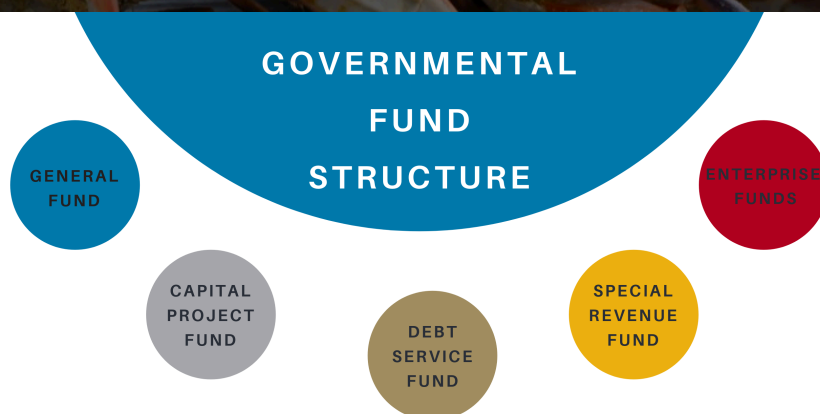 GOVERNMENTAL
FUND
STRUCTURE
GENERAL
FUND
CAPITAL
PROJECT
FUND
DEBT
SERVICE
FUND
SPECIAL
REVENUE
FUND
ENTERPRISE
FUNDS